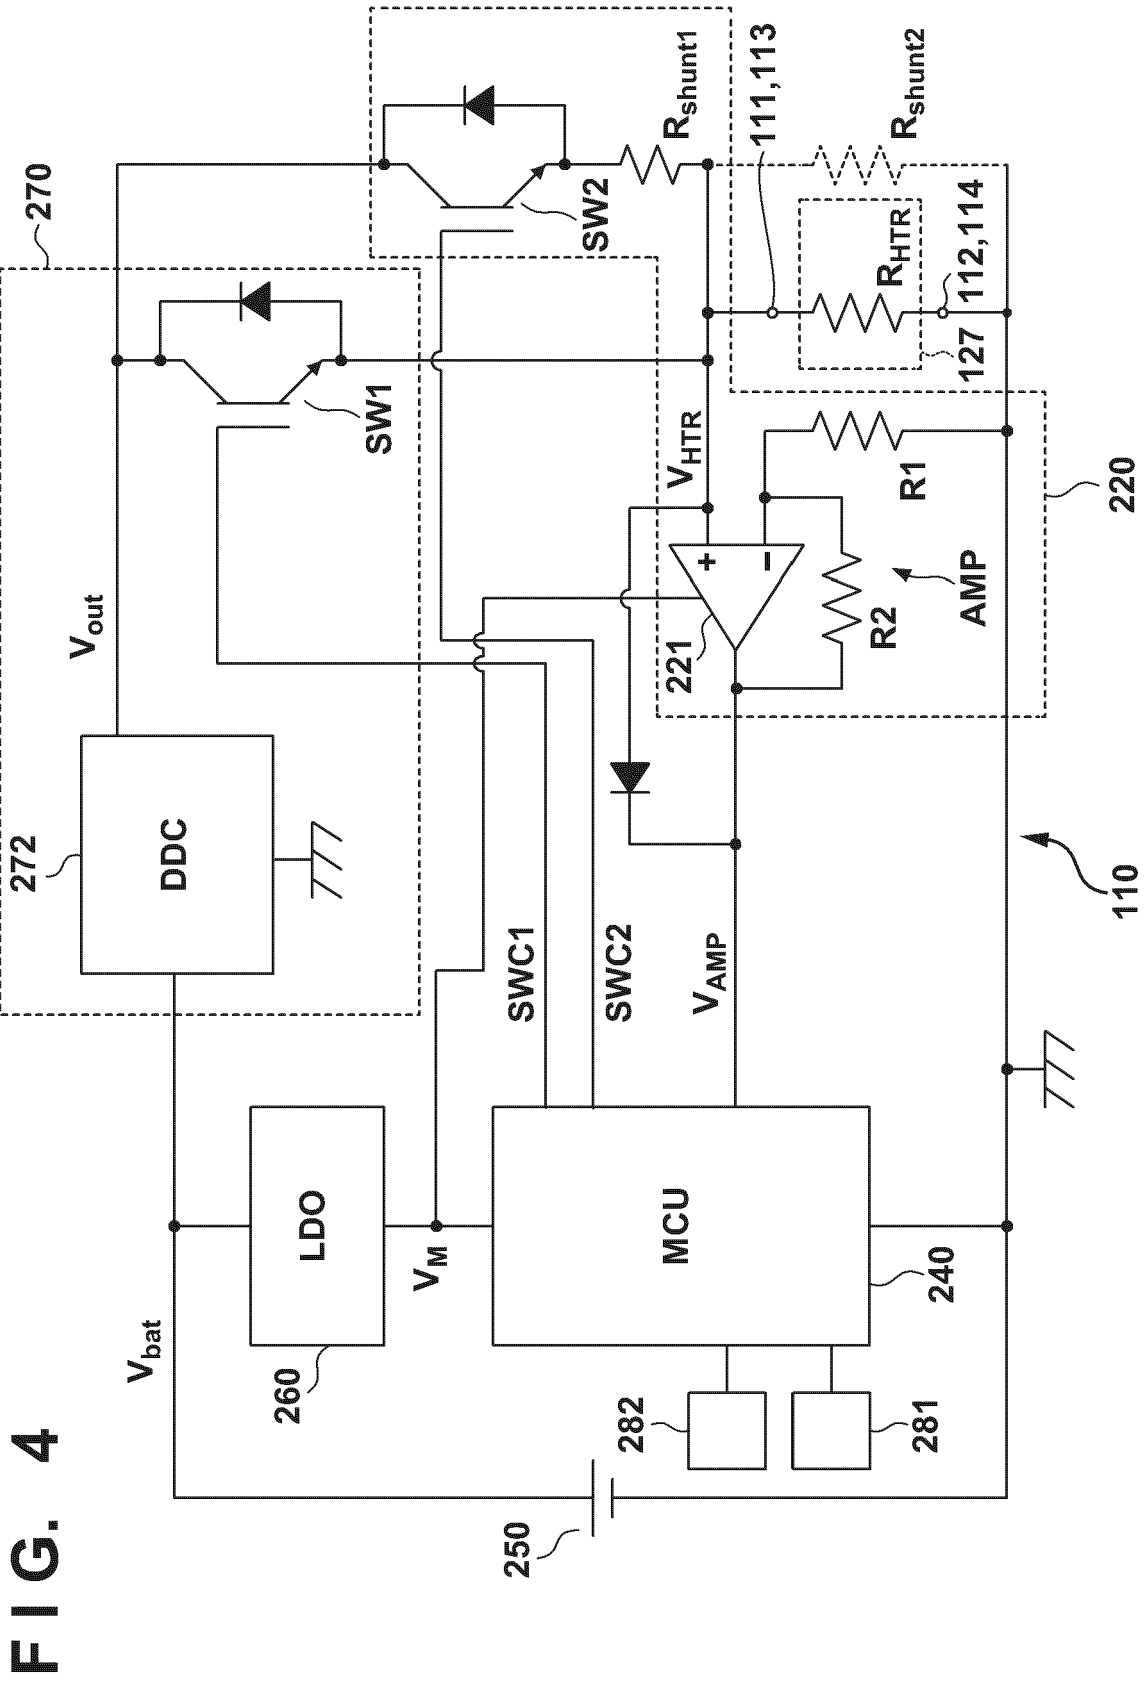 FIG. 4
270
272
DDC
Vout
SW1
SW2
Rshunt1
Vbat
LDO
260
VM
SWC1
SWC2
VHTR
111,113
Rshunt2
RHTR
127
112,114
250
282
281
MCU
240
VAMP
221
+
−
R1
R2
AMP
220
110